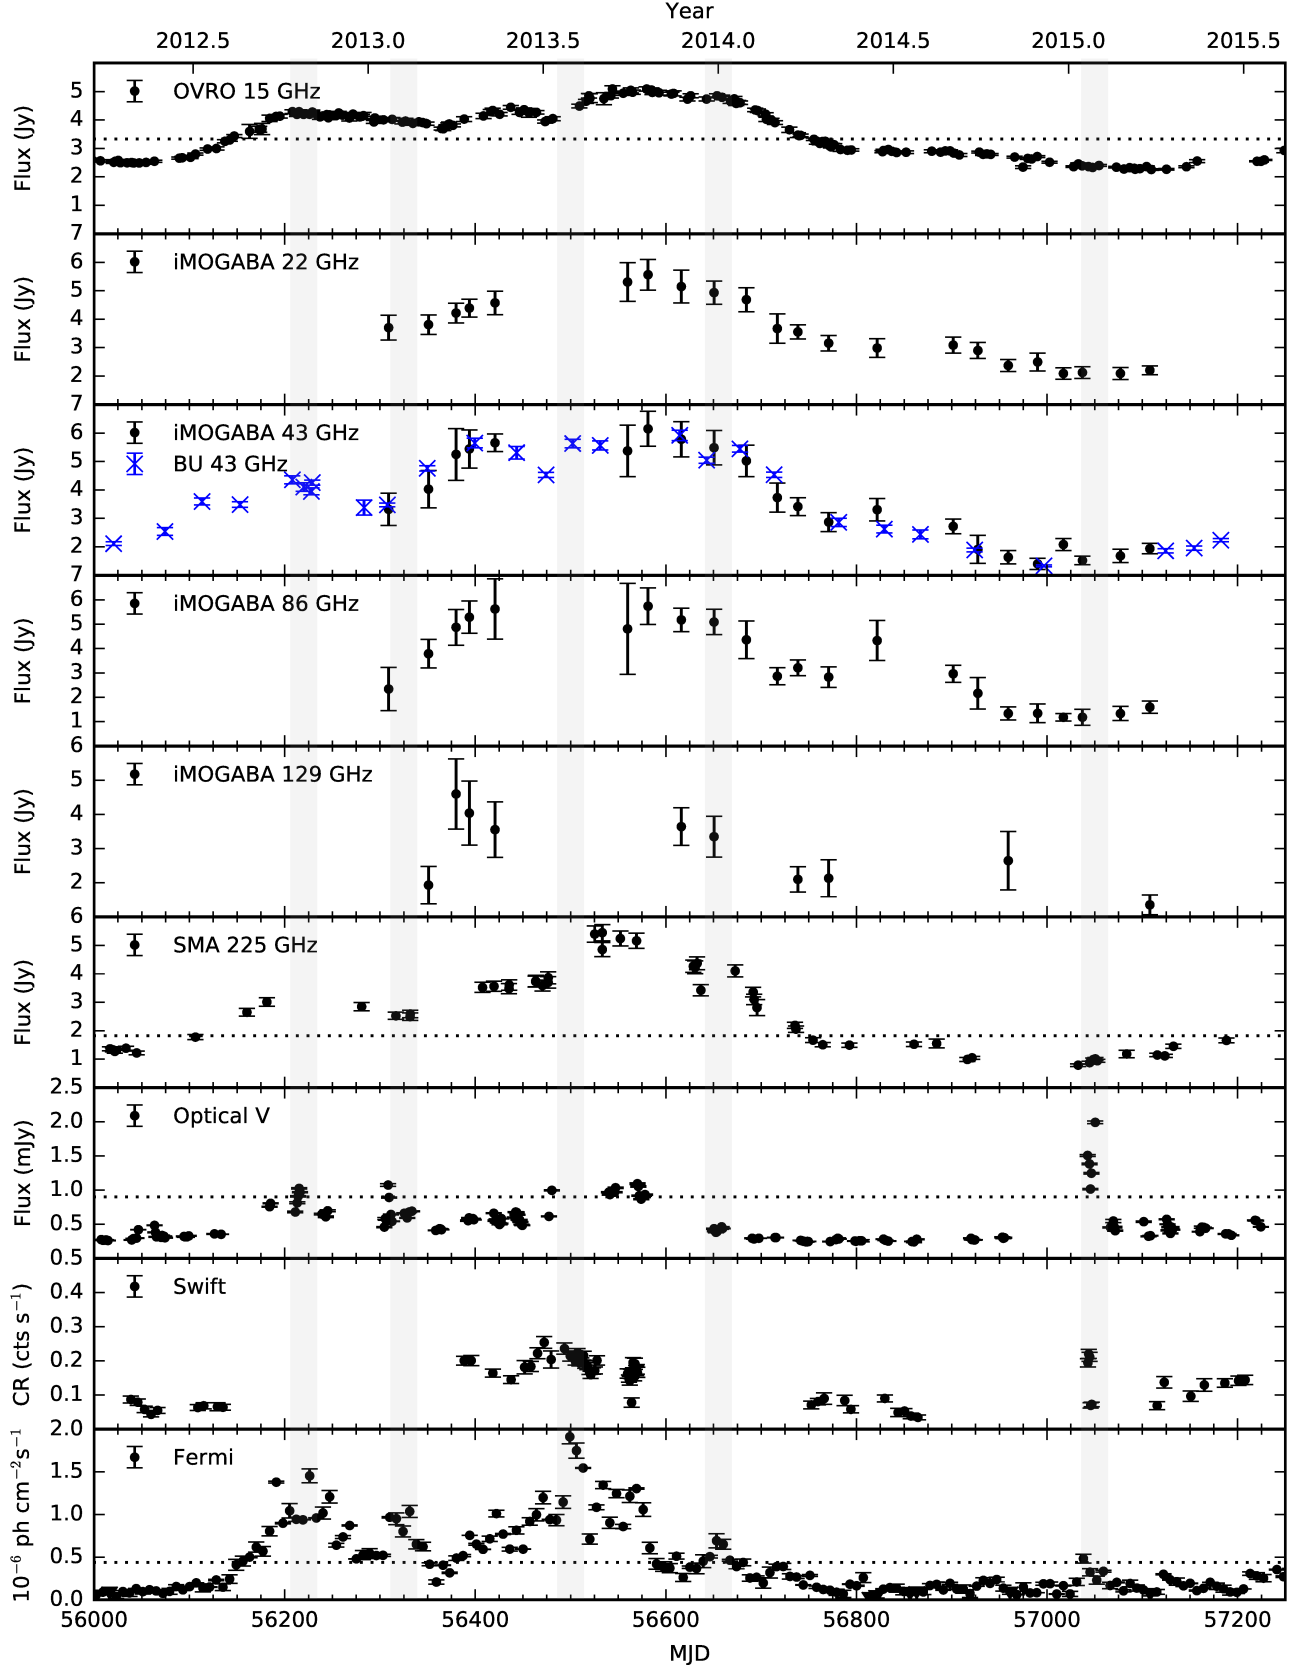 Year
2012.5 2013.0 2013.5 2014.0 2014.5 2015.0 2015.5
OVRO 15 GHz
Flux (Jy)
5
4
3
2
1
7
iMOGABA 22 GHz
Flux (Jy)
6
5
4
3
2
7
iMOGABA 43 GHz
BU 43 GHz
Flux (Jy)
6
5
4
3
2
7
iMOGABA 86 GHz
Flux (Jy)
6
5
4
3
2
1
6
iMOGABA 129 GHz
Flux (Jy)
5
4
3
2
6
SMA 225 GHz
Flux (Jy)
5
4
3
2
1
2.5
Optical V
Flux (mJy)
2.0
1.5
1.0
0.5
0.5
Swift
CR (cts s⁻¹)
0.4
0.3
0.2
0.1
2.0
2.0
Fermi
10⁻⁶ ph cm⁻²s⁻¹
1.5
1.0
0.5
0.0
56000 56200 56400 56600 56800 57000 57200
MJD